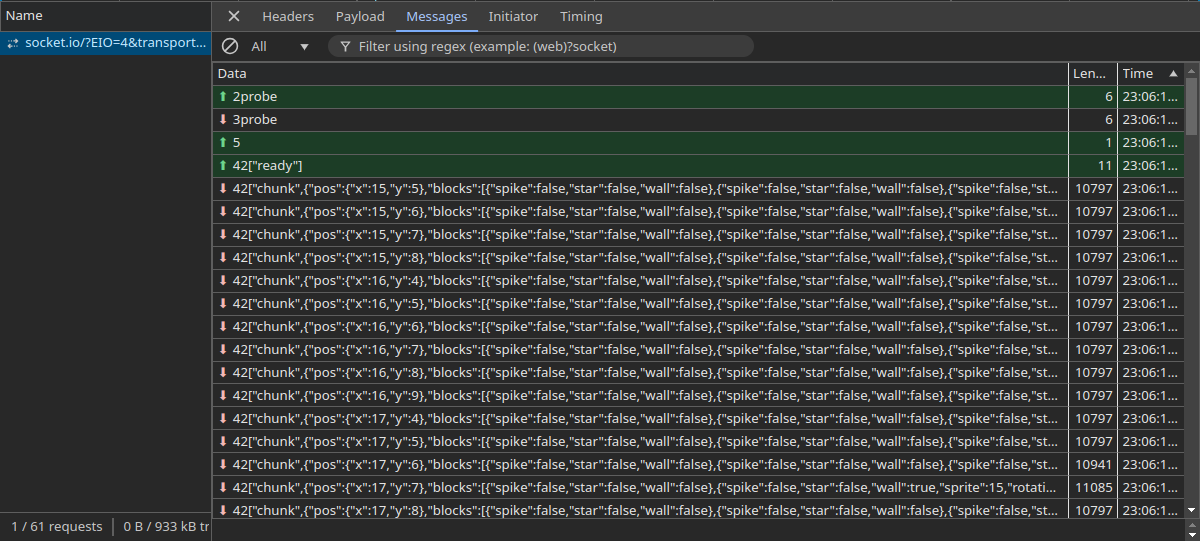 Name
Headers Payload Messages Initiator Timing
socket.io/?EIO=4&transport...
All Filter using regex (example: (web)?socket)
Data Len... Time
2probe 6 23:06:1...
3probe 6 23:06:1...
5 1 23:06:1...
42["ready"] 11 23:06:1...
42["chunk",{"pos":{"x":15,"y":5},"blocks":[{"spike":false,"star":false,"wall":false},{"spike":false,"star":false,"wall":false},{"spike":false,"st... 10797 23:06:1...
42["chunk",{"pos":{"x":15,"y":6},"blocks":[{"spike":false,"star":false,"wall":false},{"spike":false,"star":false,"wall":false},{"spike":false,"st... 10797 23:06:1...
42["chunk",{"pos":{"x":15,"y":7},"blocks":[{"spike":false,"star":false,"wall":false},{"spike":false,"star":false,"wall":false},{"spike":false,"st... 10797 23:06:1...
42["chunk",{"pos":{"x":15,"y":8},"blocks":[{"spike":false,"star":false,"wall":false},{"spike":false,"star":false,"wall":false},{"spike":false,"st... 10797 23:06:1...
42["chunk",{"pos":{"x":16,"y":4},"blocks":[{"spike":false,"star":false,"wall":false},{"spike":false,"star":false,"wall":false},{"spike":false,"st... 10797 23:06:1...
42["chunk",{"pos":{"x":16,"y":5},"blocks":[{"spike":false,"star":false,"wall":false},{"spike":false,"star":false,"wall":false},{"spike":false,"st... 10797 23:06:1...
42["chunk",{"pos":{"x":16,"y":6},"blocks":[{"spike":false,"star":false,"wall":false},{"spike":false,"star":false,"wall":false},{"spike":false,"st... 10797 23:06:1...
42["chunk",{"pos":{"x":16,"y":7},"blocks":[{"spike":false,"star":false,"wall":false},{"spike":false,"star":false,"wall":false},{"spike":false,"st... 10797 23:06:1...
42["chunk",{"pos":{"x":16,"y":8},"blocks":[{"spike":false,"star":false,"wall":false},{"spike":false,"star":false,"wall":false},{"spike":false,"st... 10797 23:06:1...
42["chunk",{"pos":{"x":16,"y":9},"blocks":[{"spike":false,"star":false,"wall":false},{"spike":false,"star":false,"wall":false},{"spike":false,"st... 10797 23:06:1...
42["chunk",{"pos":{"x":17,"y":4},"blocks":[{"spike":false,"star":false,"wall":false},{"spike":false,"star":false,"wall":false},{"spike":false,"st... 10797 23:06:1...
42["chunk",{"pos":{"x":17,"y":5},"blocks":[{"spike":false,"star":false,"wall":false},{"spike":false,"star":false,"wall":false},{"spike":false,"st... 10797 23:06:1...
42["chunk",{"pos":{"x":17,"y":6},"blocks":[{"spike":false,"star":false,"wall":false},{"spike":false,"star":false,"wall":false},{"spike":false,"st... 10941 23:06:1...
42["chunk",{"pos":{"x":17,"y":7},"blocks":[{"spike":false,"star":false,"wall":true,"sprite":15,"rotati... 11085 23:06:1...
42["chunk",{"pos":{"x":17,"y":8},"blocks":[{"spike":false,"star":false,"wall":false},{"spike":false,"star":false,"wall":false},{"spike":false,"st... 10797 23:06:1...
1 / 61 requests 0 B / 933 kB tr